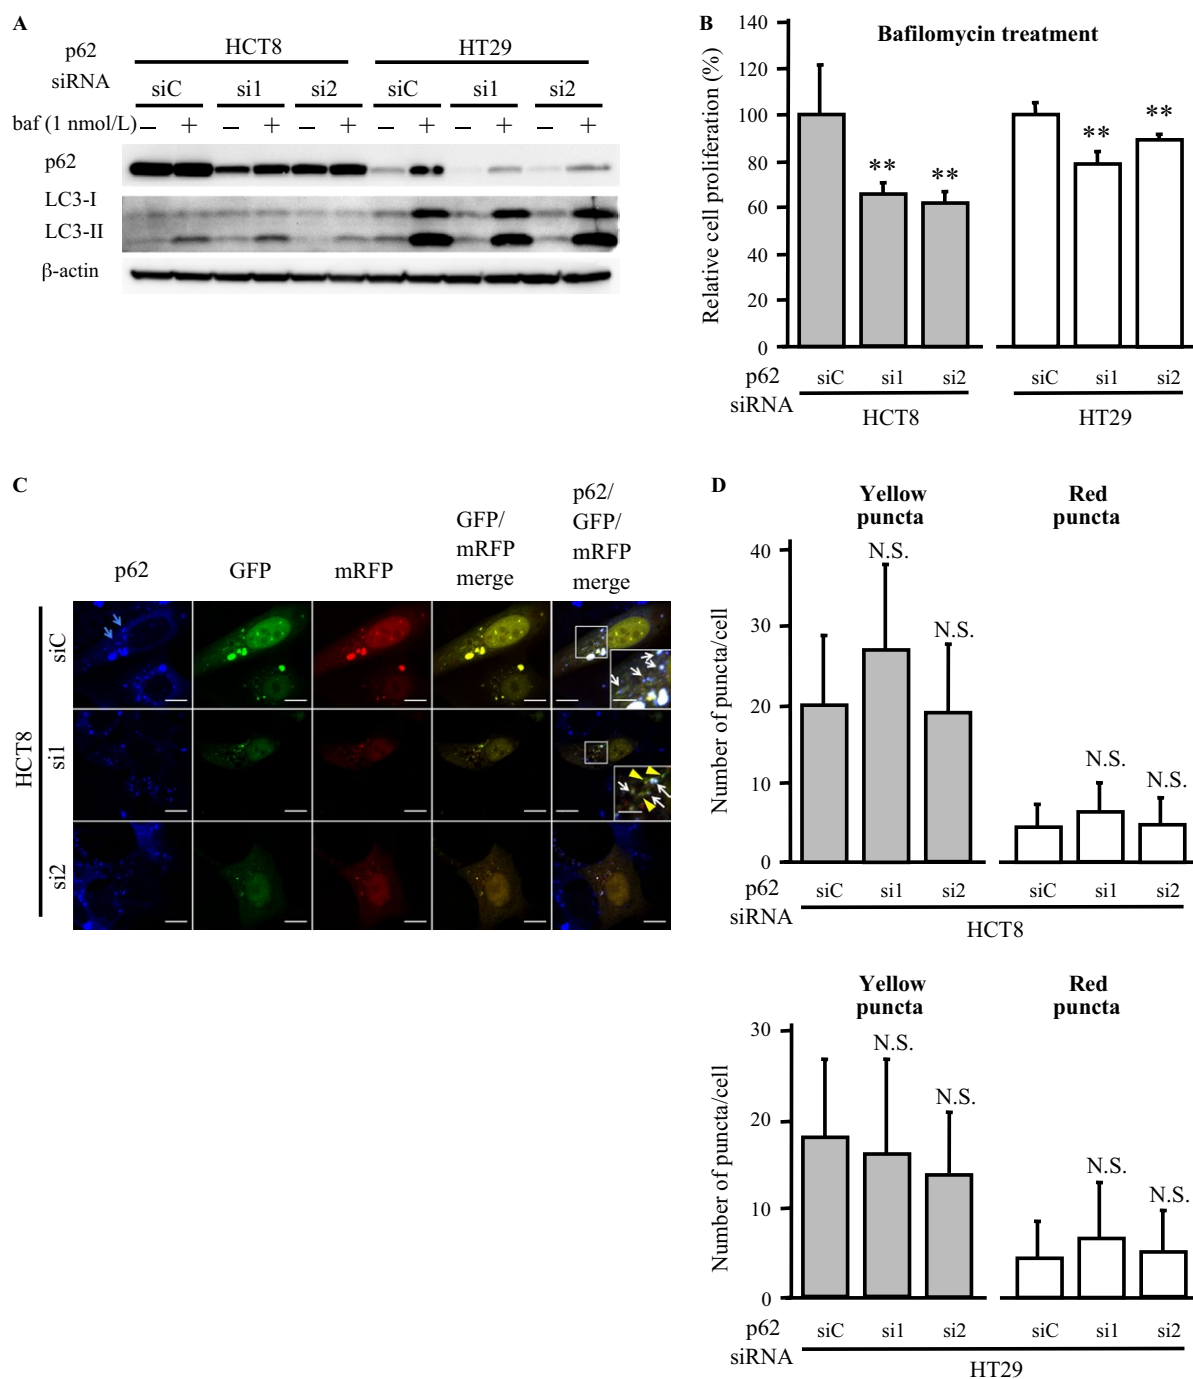 A
p62
siRNA
HCT8
HT29
siC
si1
si2
siC
si1
si2
baf (1 nmol/L)
–
+
–
+
–
+
–
+
–
+
–
+
p62
LC3-I
LC3-II
β-actin
B
Bafilomycin treatment
Relative cell proliferation (%)
140
120
100
80
60
40
20
0
**
**
**
**
p62
siRNA
siC
si1
si2
siC
si1
si2
HCT8
HT29
C
p62
GFP
mRFP
GFP/
mRFP
merge
p62/
GFP/
mRFP
merge
HCT8
siC
si1
si2
D
Yellow
puncta
Red
puncta
Number of puncta/cell
40
30
20
10
0
N.S.
N.S.
N.S.
N.S.
p62
siRNA
siC
si1
si2
siC
si1
si2
HCT8
Yellow
puncta
Red
puncta
Number of puncta/cell
30
20
10
0
N.S.
N.S.
N.S.
N.S.
p62
siRNA
siC
si1
si2
siC
si1
si2
HT29